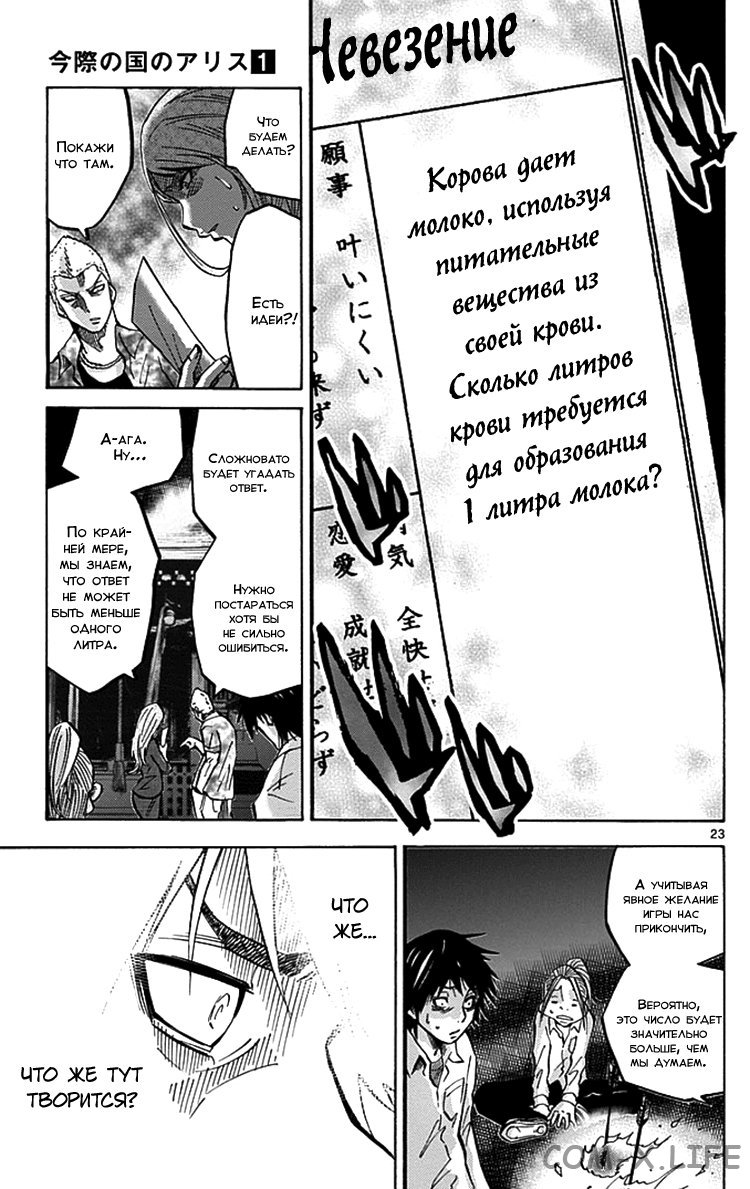 今際の国のアリス1
Невезение
Корова дает
молоко, используя
питательные
вещества из
своей крови.
Сколько литров
крови требуется
для образования
1 литра молока?
願事 叶いにくい
来ず
恋愛
成就
気
全快
Что
будем
делать?
Покажи
что там.
Есть
идеи?!
Сложновато
будет угадать
ответ.
Нужно
постараться
хотя бы
не сильно
ошибиться.
А-ага.
Ну...
По край-
ней мере,
мы знаем,
что ответ
не может
быть меньше
одного
литра.
23
А учитывая
явное желание
игры нас
прикончить,
Вероятно,
это число будет
значительно
больше, чем
мы думаем.
Что
же...
Что же тут
творится?
COM-X.LIFE